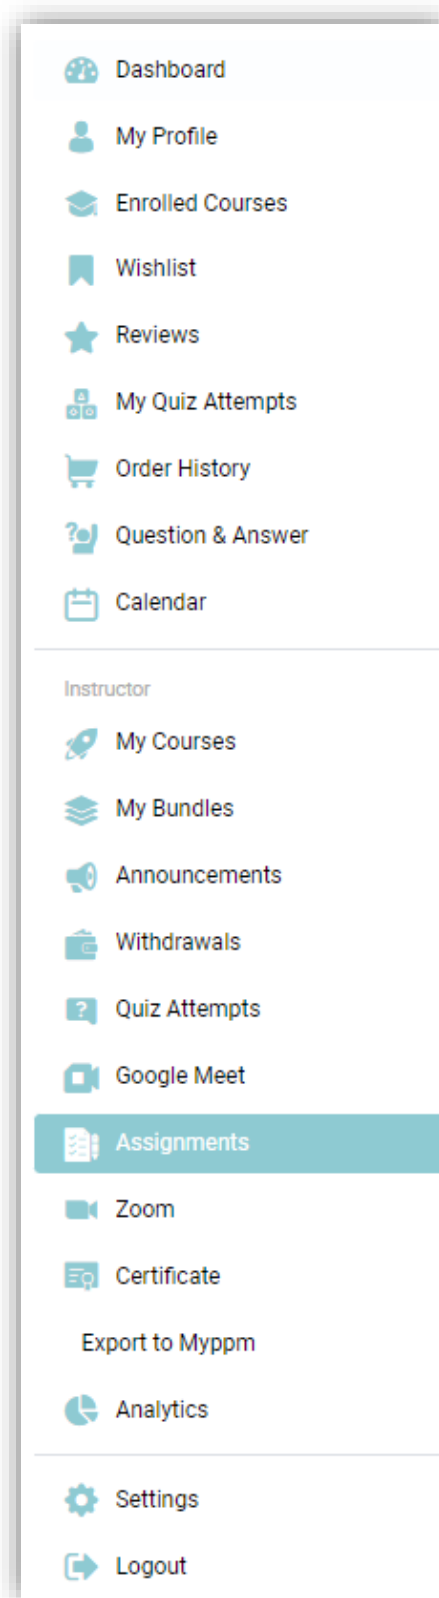 Dashboard
My Profile
Enrolled Courses
Wishlist
Reviews
My Quiz Attempts
Order History
Question & Answer
Calendar
Instructor
My Courses
My Bundles
Announcements
Withdrawals
Quiz Attempts
Google Meet
Assignments
Zoom
Certificate
Export to Myppm
Analytics
Settings
Logout